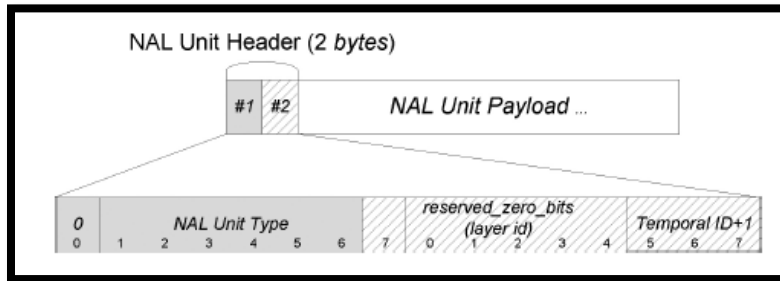 NAL Unit Header (2 bytes)
#1 #2 NAL Unit Payload ...
0 NAL Unit Type reserved_zero_bits (layer id) Temporal ID+1
0 1 2 3 4 5 6 7 0 1 2 3 4 5 6 7